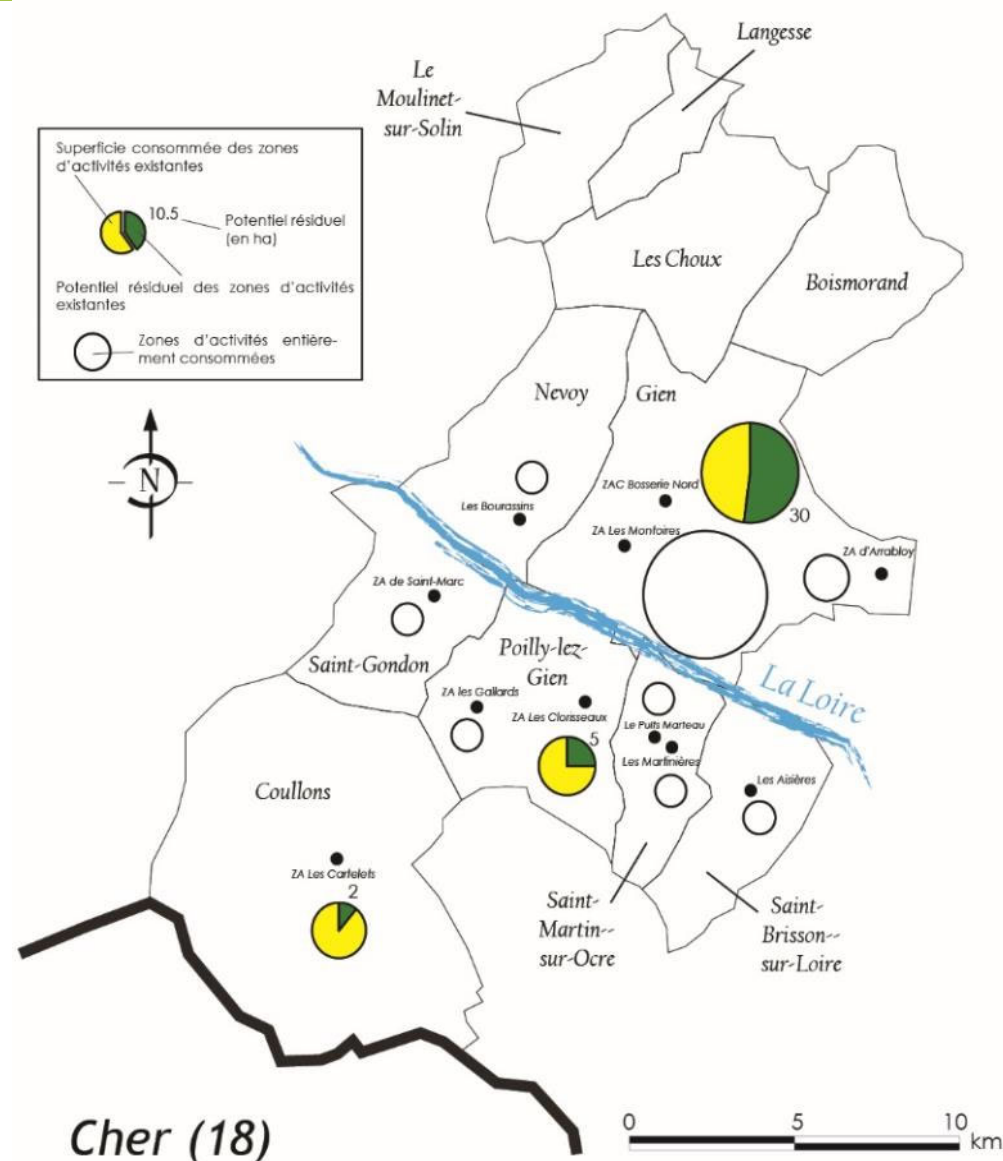 Langesse
Le
Moulinet-
sur-Solin
Superficie consommée des zones
d'activités existantes
10.5
Potentiel résiduel
(en ha)
Potentiel résiduel des zones d'activités
existantes
Zones d'activités entière-
ment consommées
Les Choux
Boismorand
Nevoy
Gien
N
ZAC Bosserie Nord
Les Bourassins
30
ZA Les Montoires
ZA d'Arrabloy
ZA de Saint-Marc
Saint-Gondon
Poilly-lez-
Gien
La Loire
ZA les Gallards
ZA Les Clorisseaux
5
Le Puits Marteau
Les Martinières
Les Aisières
Coullons
ZA Les Cartelets
2
Saint-
Martin--
sur-Ocre
Saint-
Brisson--
sur-Loire
Cher (18)
0 5 10
km